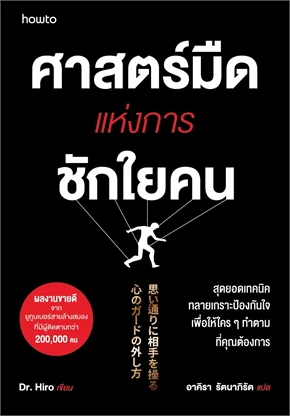 howto
ศาสตร์มืด
แห่งการ
ชักใยคน
思い通りに相手を操る
心のガードの外し方
ผลงานขายดี
จาก
ยูทูบเบอร์สายล้างสมอง
ที่มีผู้ติดตามกว่า
200,000 คน
สุดยอดเทคนิค
ทลายเกราะป้องกันใจ
เพื่อให้ใคร ๆ ทำตาม
ที่คุณต้องการ
Dr. Hiro เขียน
อาคิรา รัตนาภิรัต แปล